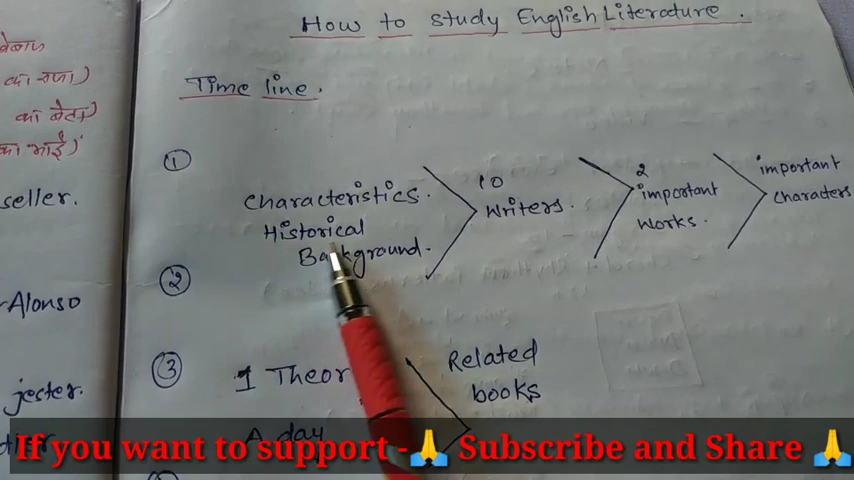 How to study English Literature.
Time line.
बेलाफ
का राजा)
का बेटा)
का भाई)
seller.
Alonso
jester.
①
characteristics.
Historical
Background.
10
Writers.
2
important
works.
important
characters
②
③
1 Theor
A day
Related
books
If you want to support -🙏 Subscribe and Share 🙏